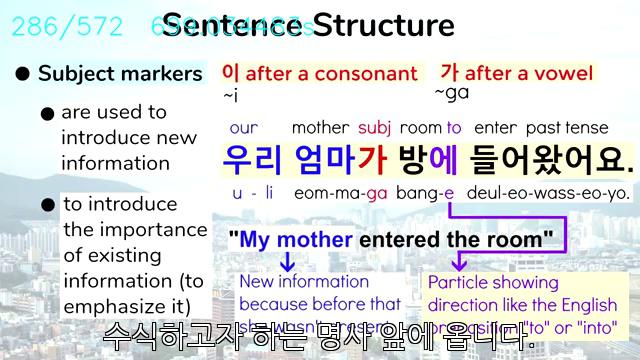 286/572
Sentence Structure
● Subject markers
이 after a consonant
가 after a vowel
~i
~ga
● are used to
introduce new
information
our mother subj room to enter past tense
우리 엄마가 방에 들어왔어요.
u - li eom-ma-ga bang-e deul-eo-wass-eo-yo.
● to introduce
the importance
of existing
information (to
emphasize it)
"My mother entered the room"
New information
because before that
she wasn't present
Particle showing
direction like the English
preposition "to" or "into"
수식하고자 하는 명사 앞에 옵니다.